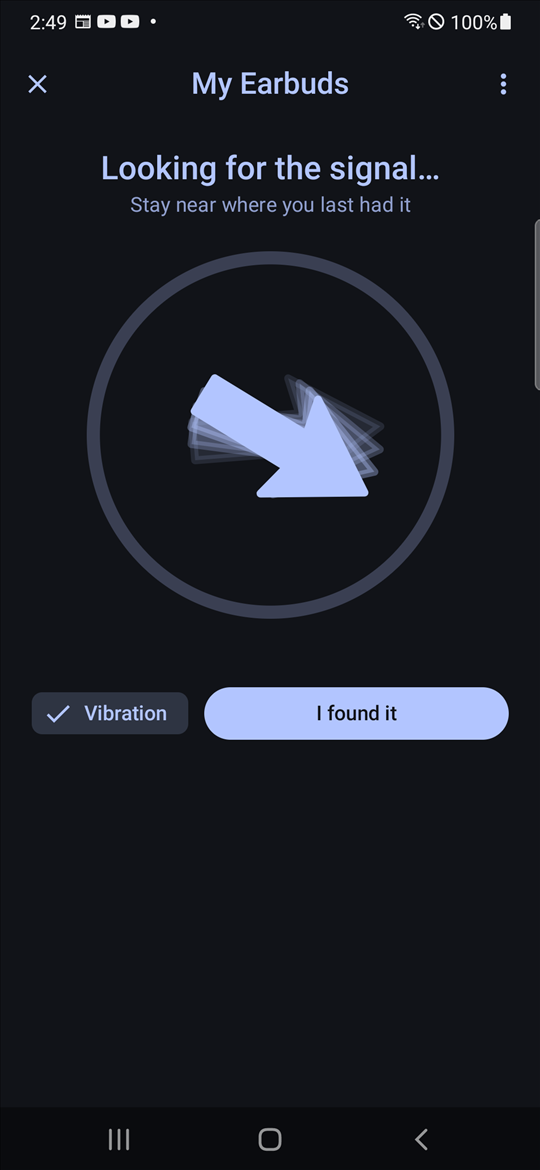 2:49
100%
My Earbuds
Looking for the signal...
Stay near where you last had it
Vibration
I found it